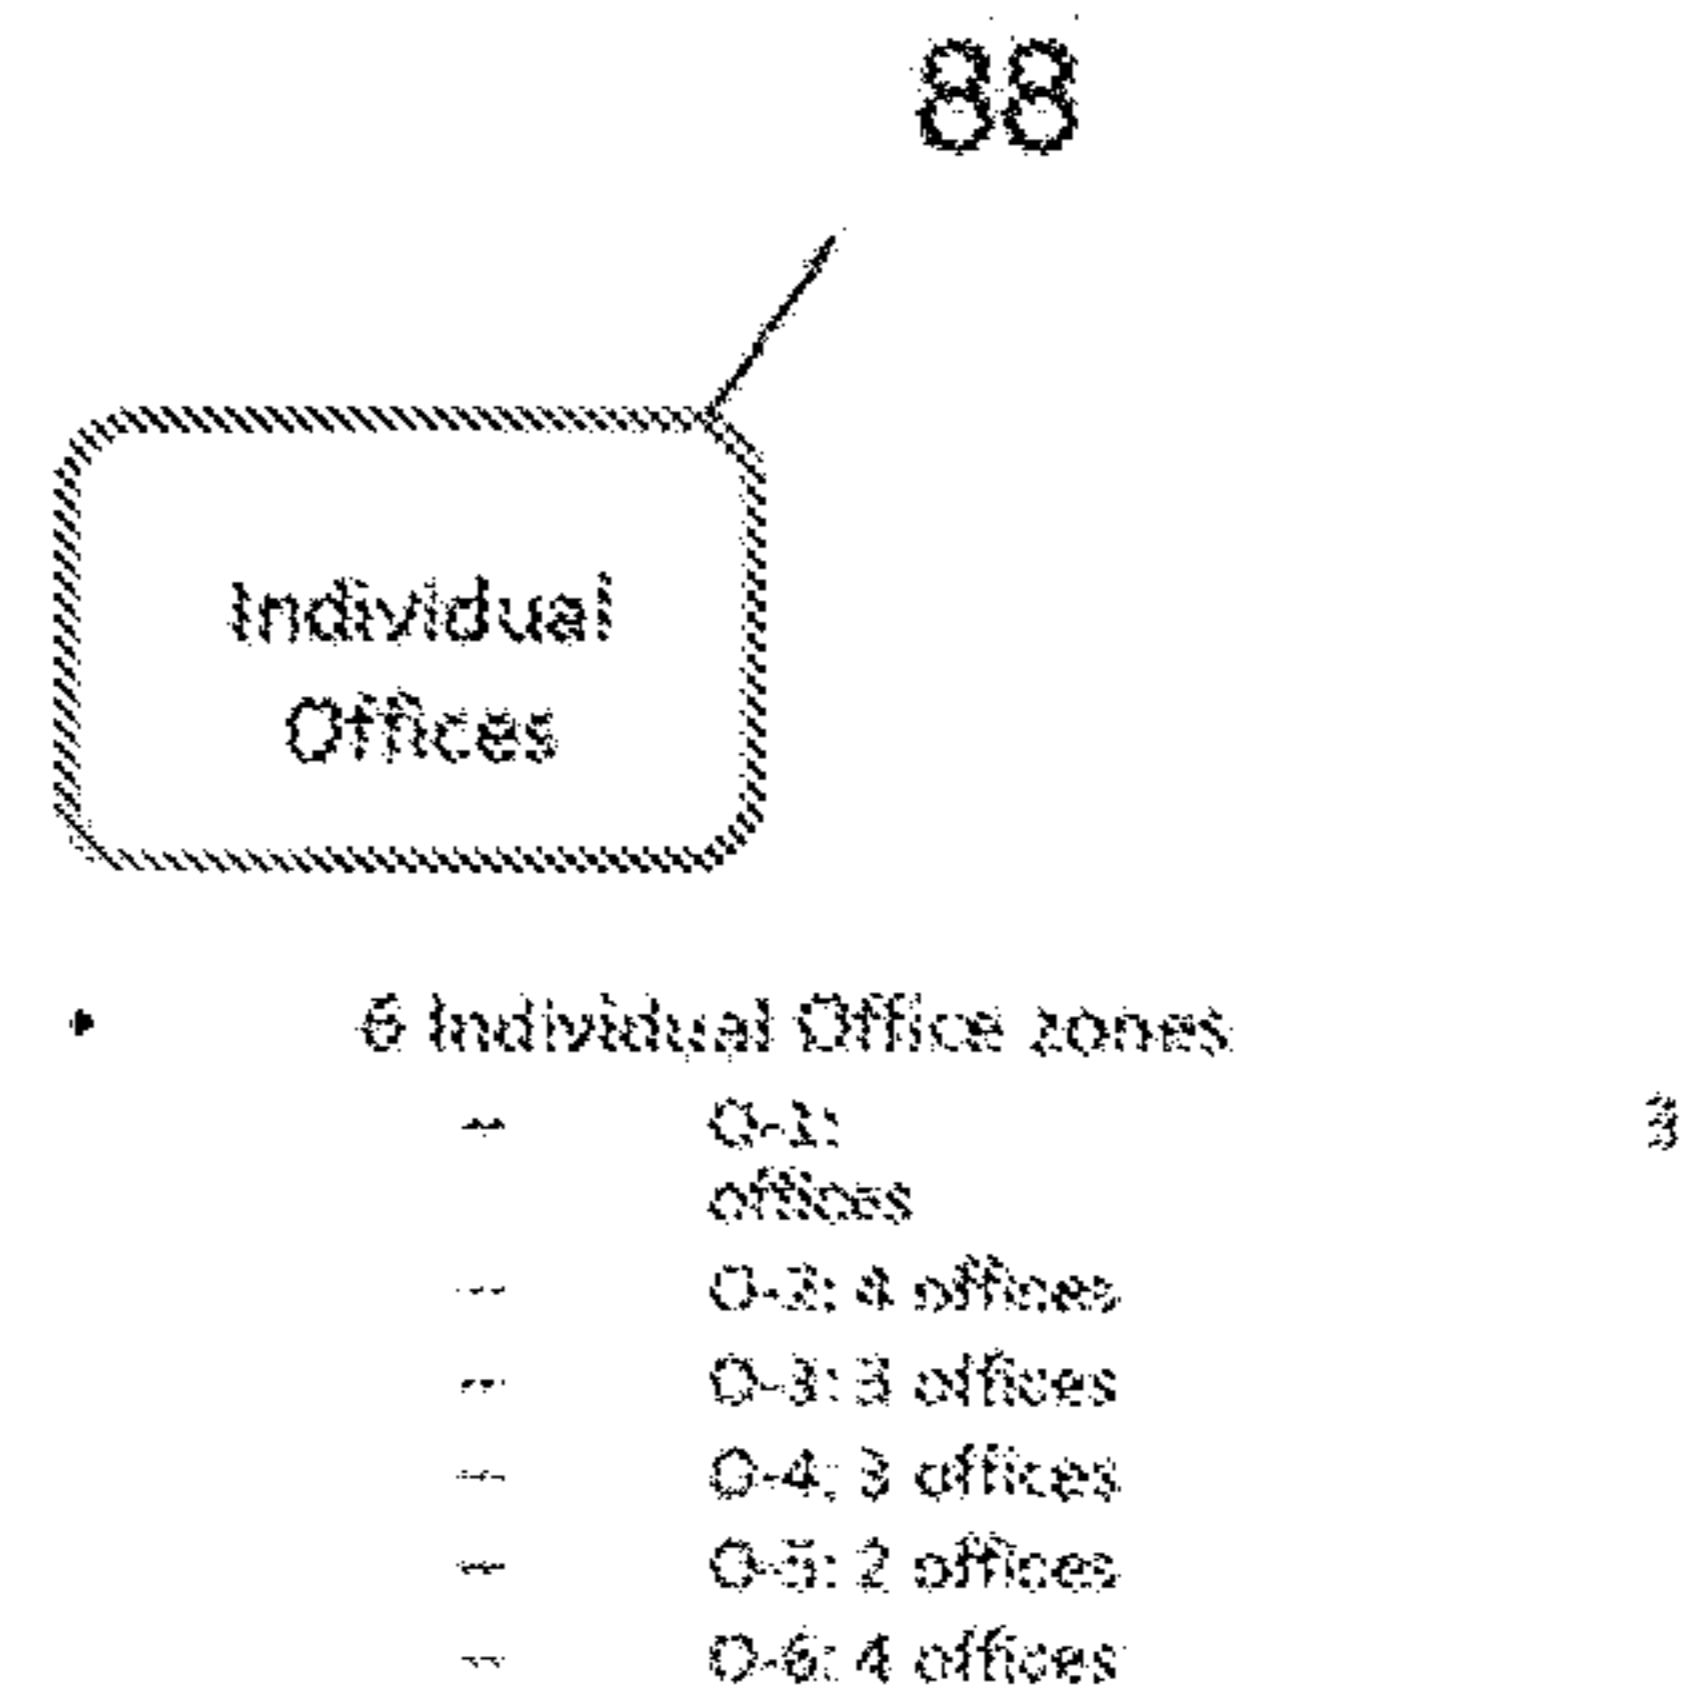 88
Individual
Offices
• 6 Individual Office zones
– O-1: 3
offices
– O-2: 4 offices
– O-3: 3 offices
– O-4: 3 offices
– O-5: 2 offices
– O-6: 4 offices